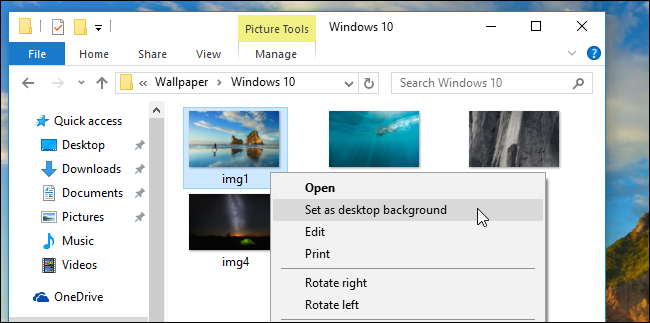 Picture Tools
Windows 10
File
Home
Share
View
Manage
?
« Wallpaper > Windows 10
Search Windows 10
Quick access
Desktop
Downloads
Documents
Pictures
Music
Videos
OneDrive
img1
img4
Open
Set as desktop background
Edit
Print
Rotate right
Rotate left